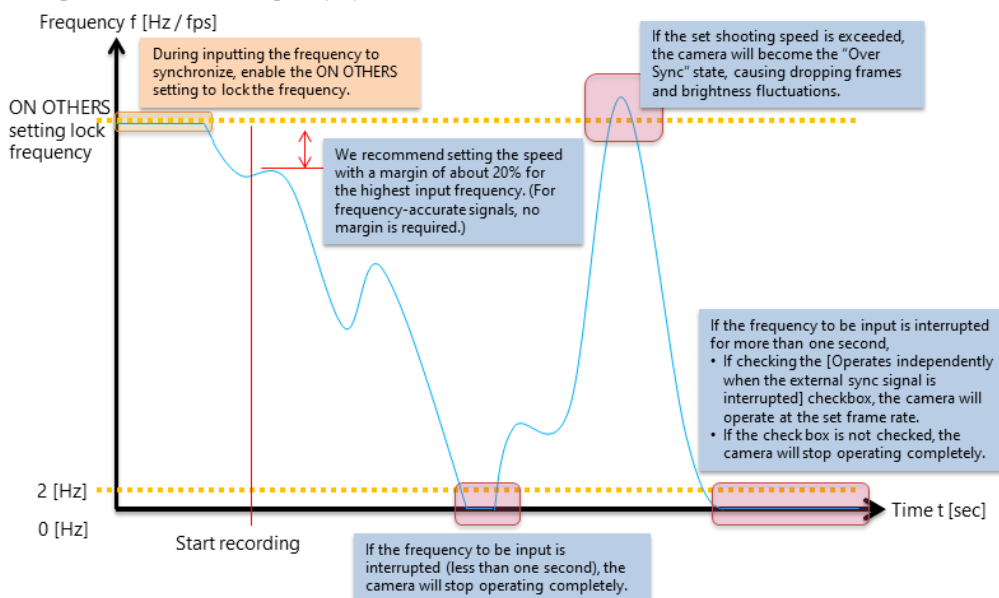 Frequency f [Hz / fps]
During inputting the frequency to
synchronize, enable the ON OTHERS
setting to lock the frequency.
If the set shooting speed is exceeded,
the camera will become the “Over
Sync” state, causing dropping frames
and brightness fluctuations.
ON OTHERS
setting lock
frequency
We recommend setting the speed
with a margin of about 20% for
the highest input frequency. (For
frequency-accurate signals, no
margin is required.)
If the frequency to be input is interrupted
for more than one second,
• If checking the [Operates independently
when the external sync signal is
interrupted] checkbox, the camera will
operate at the set frame rate.
• If the check box is not checked, the
camera will stop operating completely.
2 [Hz]
0 [Hz]
Time t [sec]
Start recording
If the frequency to be input is
interrupted (less than one second), the
camera will stop operating completely.